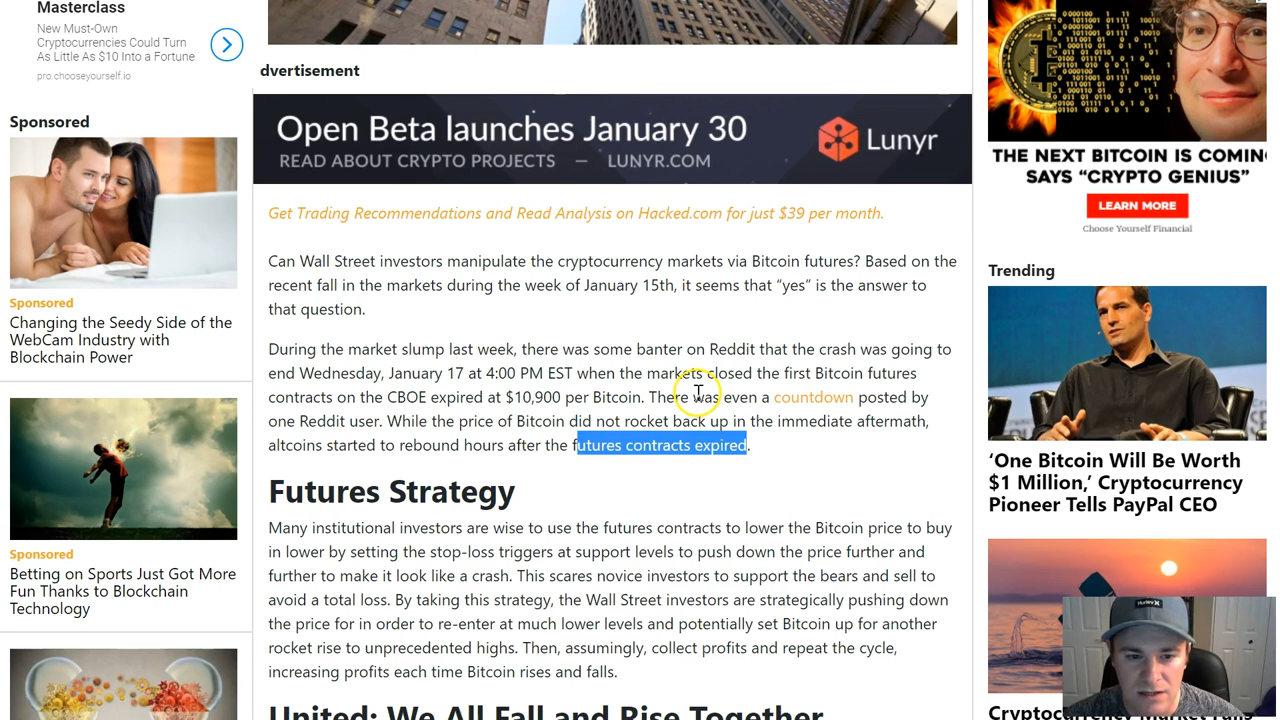 Masterclass
New Must-Own
Cryptocurrencies Could Turn
As Little As $10 Into a Fortune
pro.chooseyourself.io
Sponsored
Sponsored
Changing the Seedy Side of the
WebCam Industry with
Blockchain Power
Sponsored
Betting on Sports Just Got More
Fun Thanks to Blockchain
Technology
dvertisement
Open Beta launches January 30
READ ABOUT CRYPTO PROJECTS — LUNYR.COM
Lunyr
Get Trading Recommendations and Read Analysis on Hacked.com for just $39 per month.
Can Wall Street investors manipulate the cryptocurrency markets via Bitcoin futures? Based on the
recent fall in the markets during the week of January 15th, it seems that “yes” is the answer to
that question.
During the market slump last week, there was some banter on Reddit that the crash was going to
end Wednesday, January 17 at 4:00 PM EST when the markets closed the first Bitcoin futures
contracts on the CBOE expired at $10,900 per Bitcoin. There was even a countdown posted by
one Reddit user. While the price of Bitcoin did not rocket back up in the immediate aftermath,
altcoins started to rebound hours after the futures contracts expired.
Futures Strategy
Many institutional investors are wise to use the futures contracts to lower the Bitcoin price to buy
in lower by setting the stop-loss triggers at support levels to push down the price further and
further to make it look like a crash. This scares novice investors to support the bears and sell to
avoid a total loss. By taking this strategy, the Wall Street investors are strategically pushing down
the price for in order to re-enter at much lower levels and potentially set Bitcoin up for another
rocket rise to unprecedented highs. Then, assumingly, collect profits and repeat the cycle,
increasing profits each time Bitcoin rises and falls.
United: We All Fall and Rise Together
THE NEXT BITCOIN IS COMING
SAYS “CRYPTO GENIUS”
LEARN MORE
Choose Yourself Financial
Trending
‘One Bitcoin Will Be Worth
$1 Million,’ Cryptocurrency
Pioneer Tells PayPal CEO